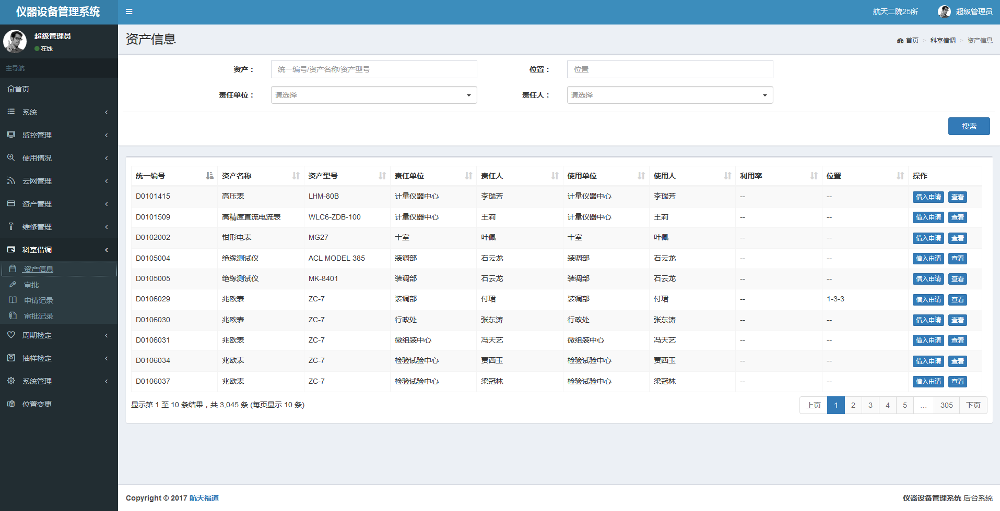 仪器设备管理系统
航天二院25所 超级管理员
超级管理员
在线
主导航
首页
系统
监控管理
使用情况
云网管理
资产管理
维修管理
科室借调
资产信息
审批
申请记录
审批记录
周期检定
抽样检定
系统管理
位置变更
资产信息
首页 > 科室借调 > 资产信息
资产： 统一编号/资产名称/资产型号 位置： 位置
责任单位： 请选择 责任人： 请选择
搜索
统一编号 资产名称 资产型号 责任单位 责任人 使用单位 使用人 利用率 位置 操作
D0101415 高压表 LHM-80B 计量仪器中心 李瑞芳 计量仪器中心 李瑞芳 -- -- 借入申请 查看
D0101509 高精度直流电流表 WLC6-ZDB-100 计量仪器中心 王莉 计量仪器中心 王莉 -- -- 借入申请 查看
D0102002 钳形电表 MG27 十室 叶佩 十室 叶佩 -- -- 借入申请 查看
D0105004 绝缘测试仪 ACL MODEL 385 装调部 石云龙 装调部 石云龙 -- -- 借入申请 查看
D0105005 绝缘测试仪 MK-8401 装调部 石云龙 装调部 石云龙 -- -- 借入申请 查看
D0106029 兆欧表 ZC-7 装调部 付珺 装调部 付珺 -- 1-3-3 借入申请 查看
D0106030 兆欧表 ZC-7 行政处 张东涛 行政处 张东涛 -- -- 借入申请 查看
D0106031 兆欧表 ZC-7 微组装中心 冯天艺 微组装中心 冯天艺 -- -- 借入申请 查看
D0106034 兆欧表 ZC-7 检验试验中心 贾西玉 检验试验中心 贾西玉 -- -- 借入申请 查看
D0106037 兆欧表 ZC-7 检验试验中心 梁冠林 检验试验中心 梁冠林 -- -- 借入申请 查看
显示第 1 至 10 条结果，共 3,045 条 (每页显示 10 条)
上页 1 2 3 4 5 … 305 下页
Copyright © 2017 航天福道
仪器设备管理系统 后台系统